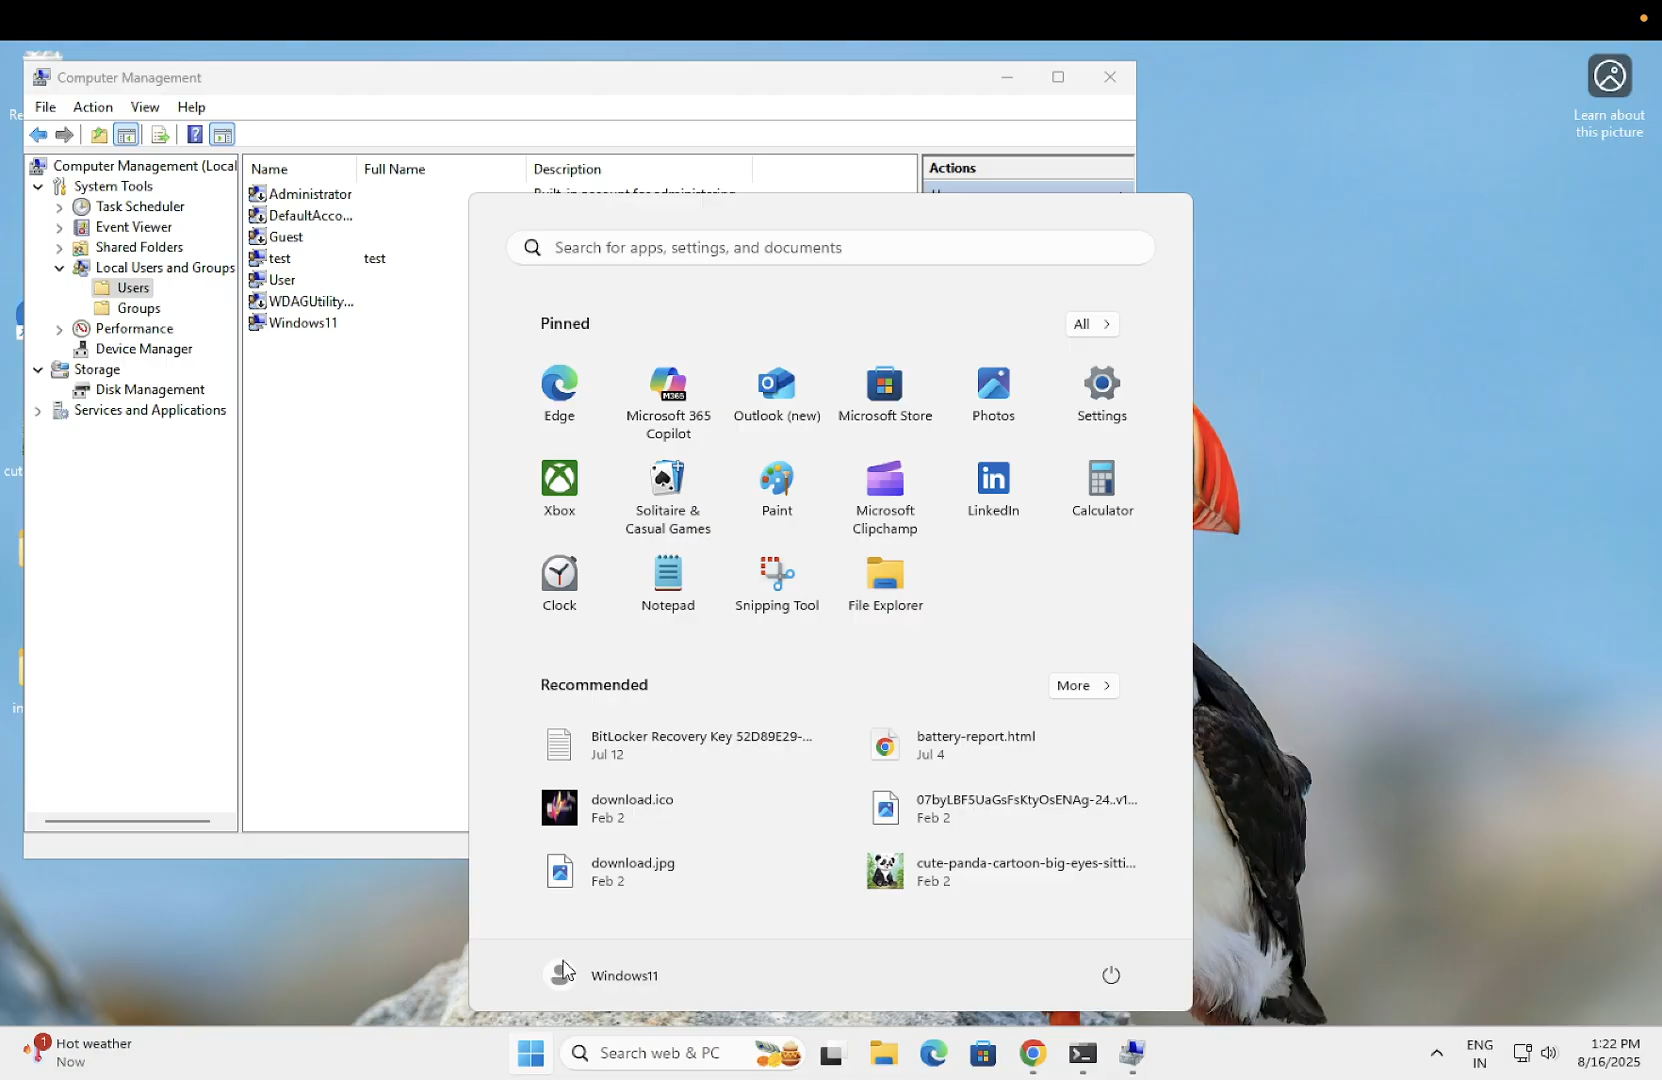 Computer Management
File Action View Help
Computer Management (Local
System Tools
Task Scheduler
Event Viewer
Shared Folders
Local Users and Groups
Users
Groups
Performance
Device Manager
Storage
Disk Management
Services and Applications
Name Full Name Description
Administrator
DefaultAcco...
Guest
test test
User
WDAGUtility...
Windows11
Actions
Learn about
this picture
Search for apps, settings, and documents
Pinned
All
Edge
Microsoft 365
Copilot
Outlook (new)
Microsoft Store
Photos
Settings
Xbox
Solitaire &
Casual Games
Paint
Microsoft
Clipchamp
LinkedIn
Calculator
Clock
Notepad
Snipping Tool
File Explorer
Recommended
More
BitLocker Recovery Key 52D89E29-...
Jul 12
battery-report.html
Jul 4
download.ico
Feb 2
07byLBF5UaGsFsKtyOsENAg-24..v1...
Feb 2
download.jpg
Feb 2
cute-panda-cartoon-big-eyes-sitti...
Feb 2
Windows11
1
Hot weather
Now
Search web & PC
ENG
IN
1:22 PM
8/16/2025